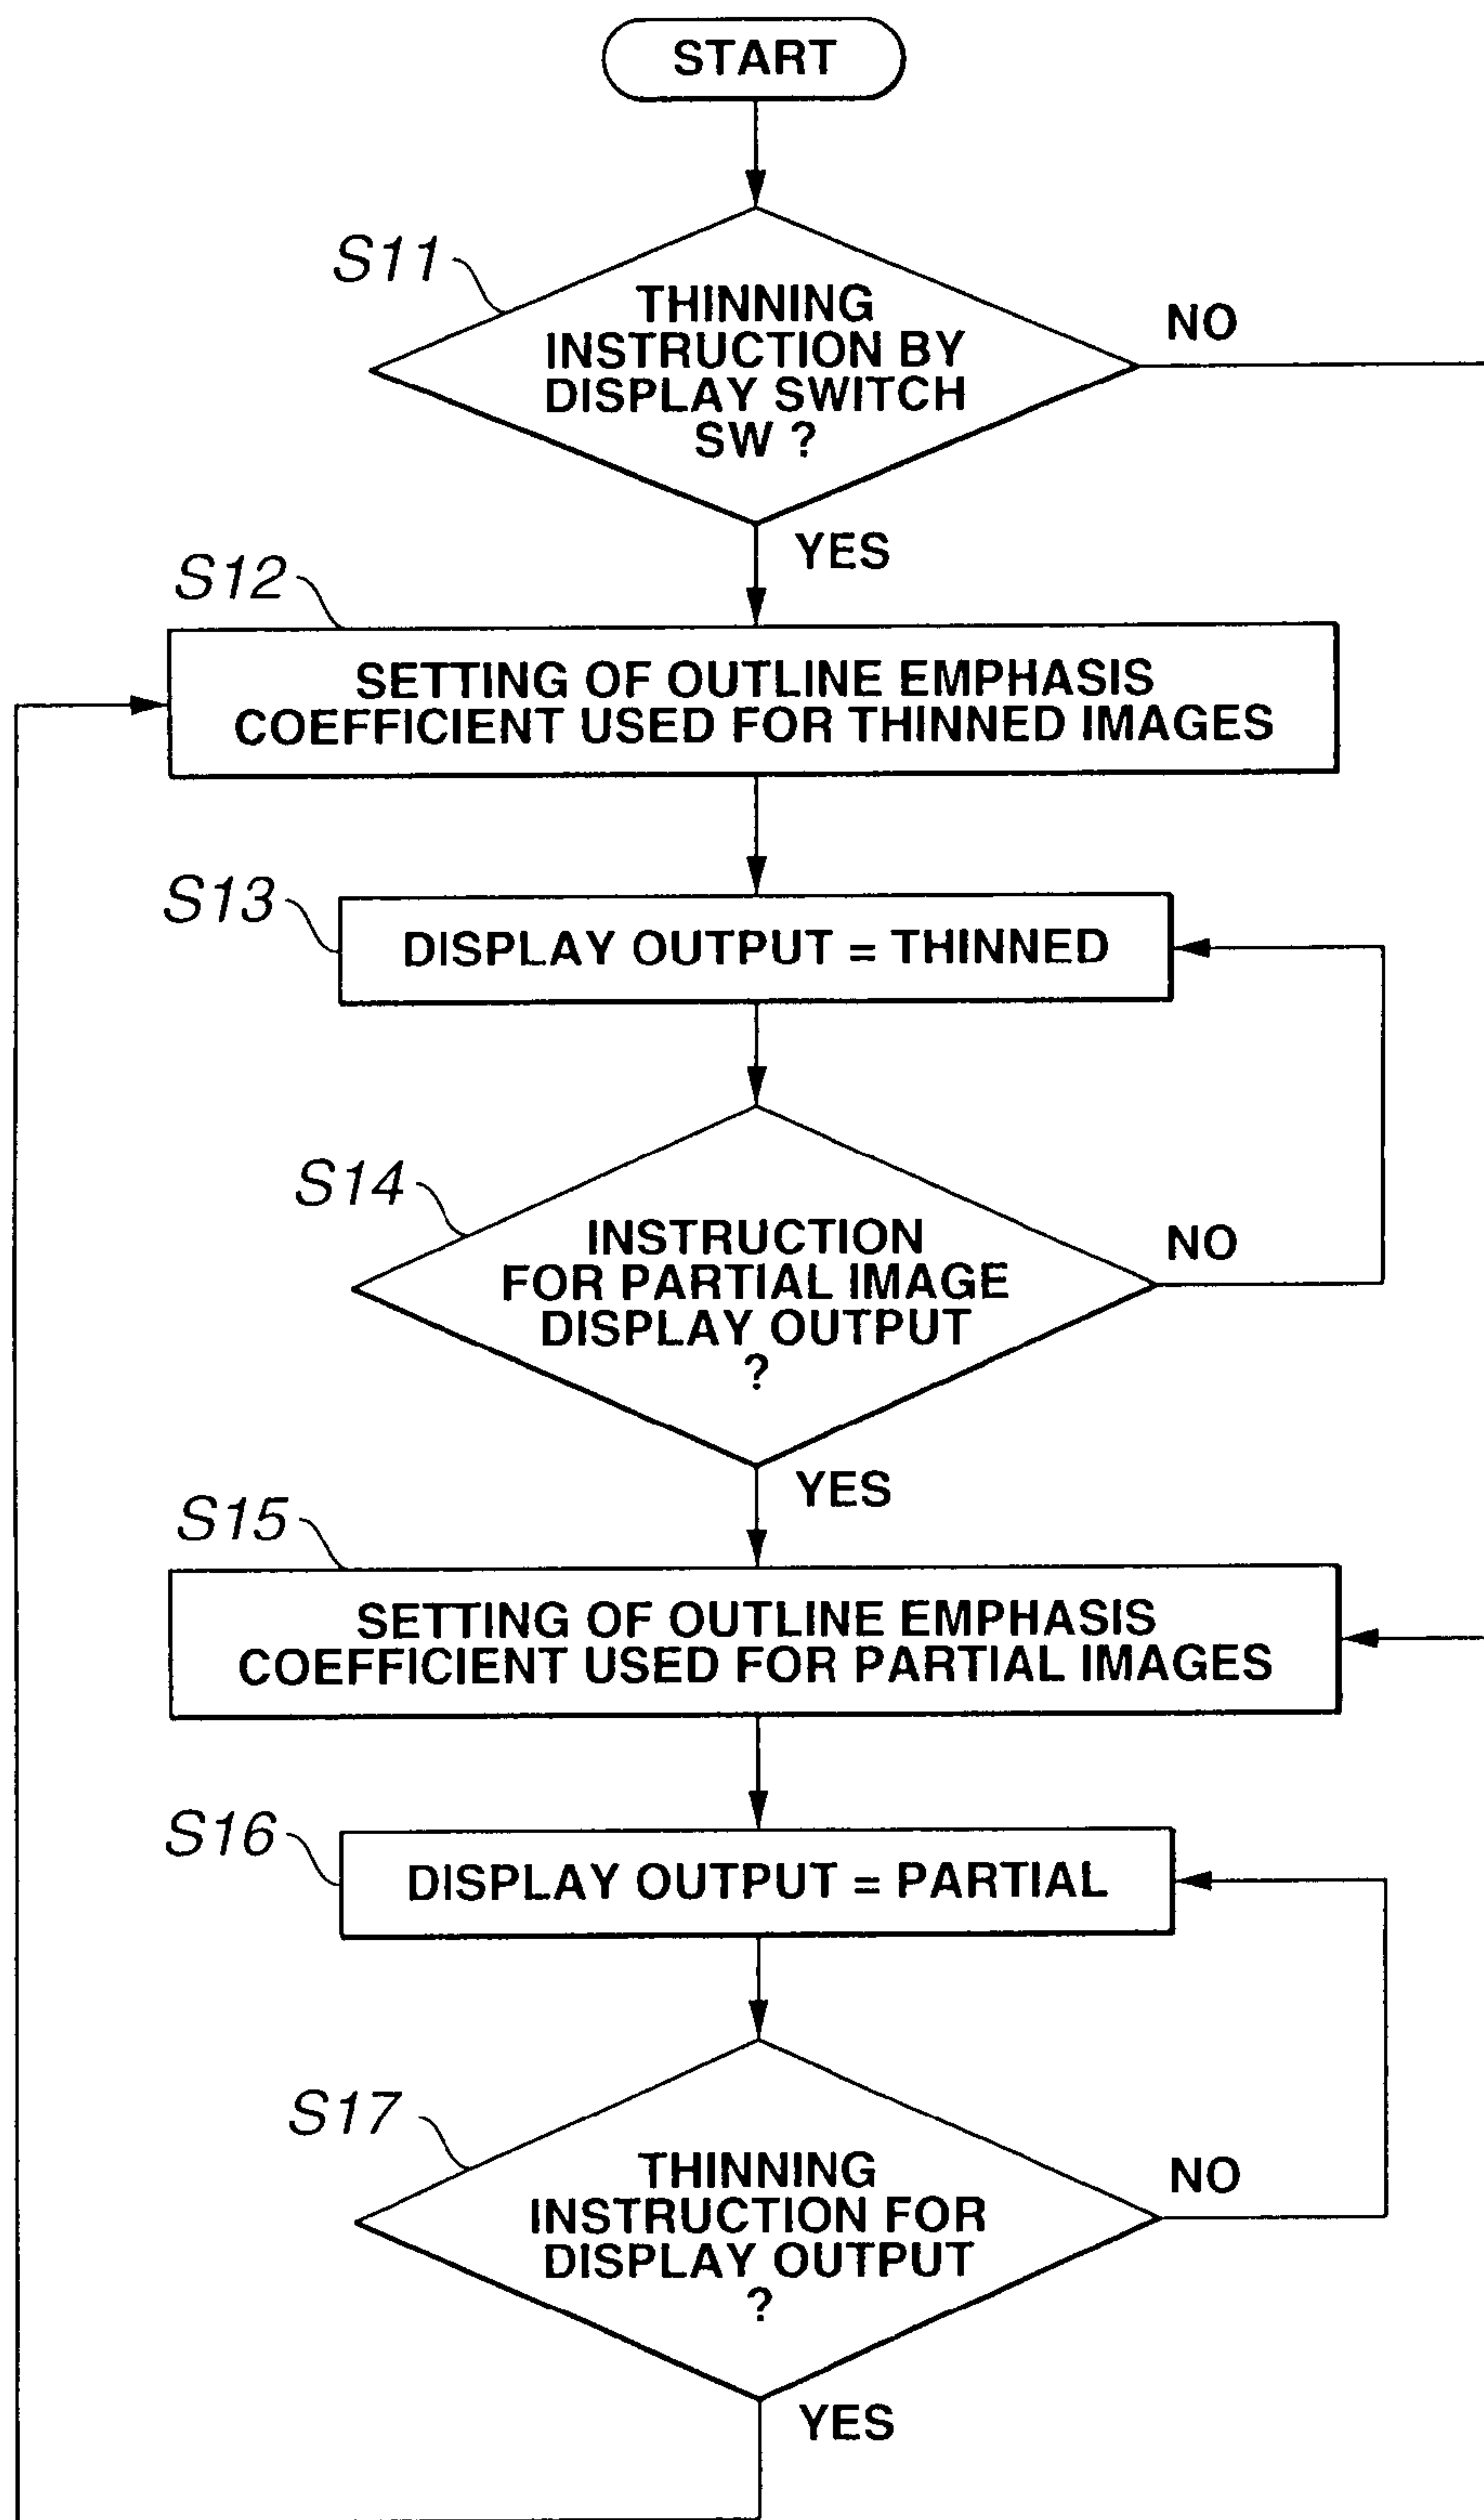 START
S11
THINNING
INSTRUCTION BY
DISPLAY SWITCH
SW ?
NO
YES
S12
SETTING OF OUTLINE EMPHASIS
COEFFICIENT USED FOR THINNED IMAGES
S13
DISPLAY OUTPUT = THINNED
S14
INSTRUCTION
FOR PARTIAL IMAGE
DISPLAY OUTPUT
?
NO
YES
S15
SETTING OF OUTLINE EMPHASIS
COEFFICIENT USED FOR PARTIAL IMAGES
S16
DISPLAY OUTPUT = PARTIAL
S17
THINNING
INSTRUCTION FOR
DISPLAY OUTPUT
?
NO
YES